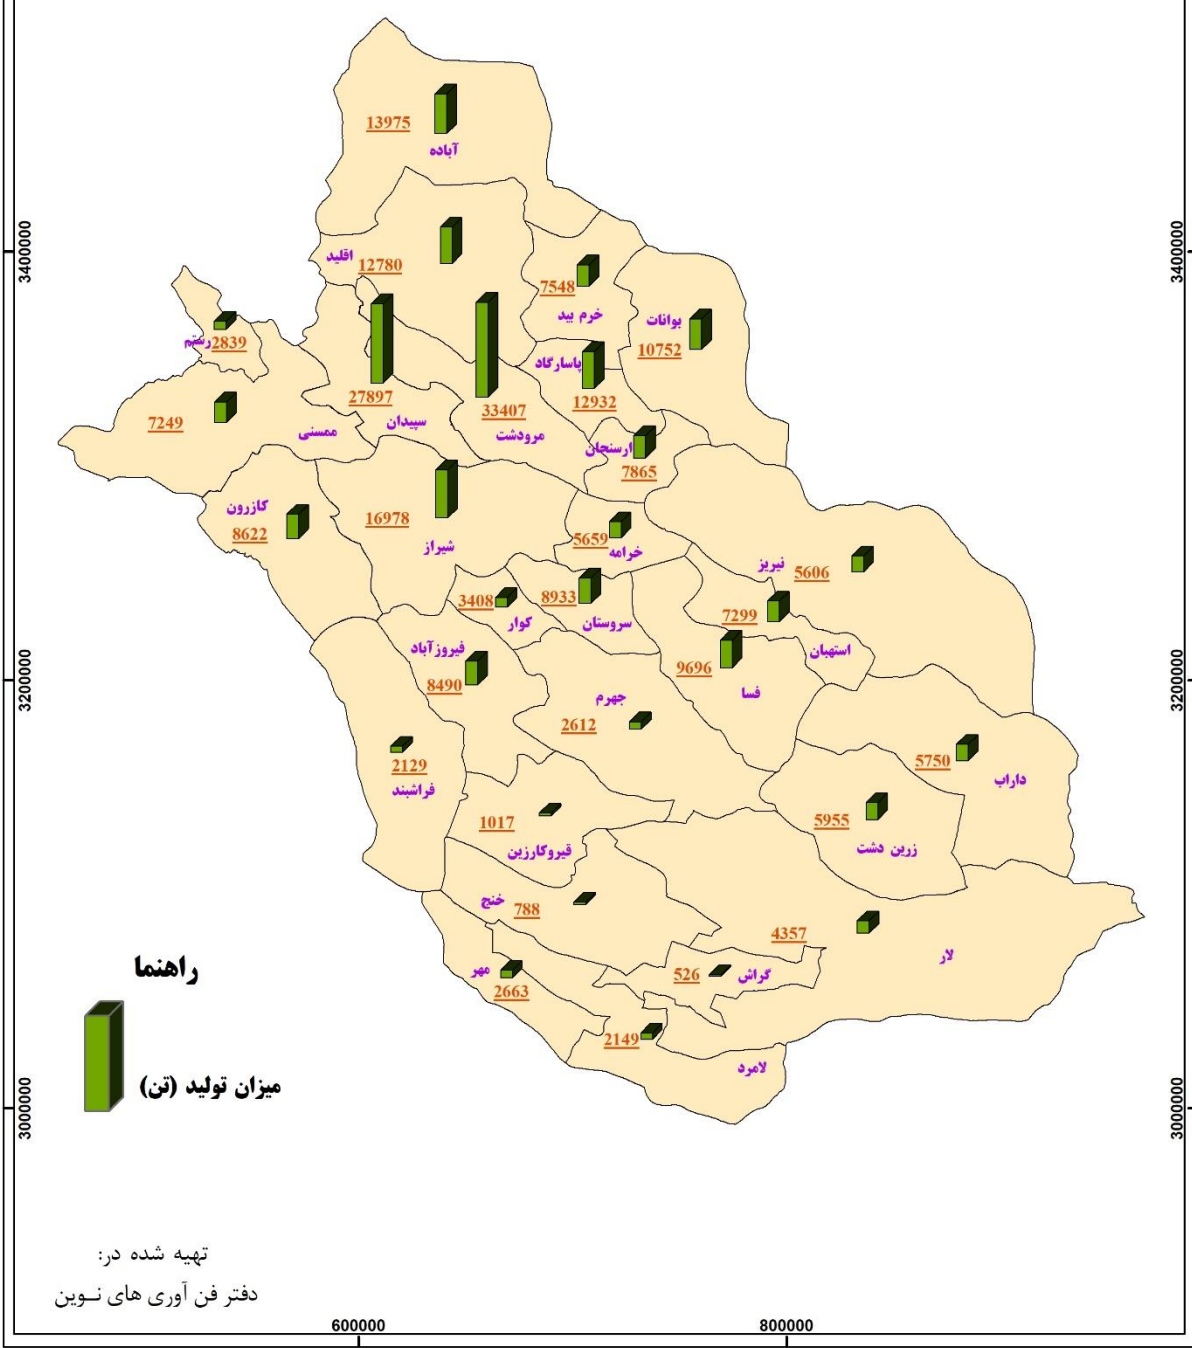 13975
آباده
3400000
3400000
اقلید
12780
7548
خرم بید
بوانات
10752
رستم
2839
پاسارگاد
27897
33407
12932
7249
ممسنی
سپیدان
مرودشت
ارسنجان
7865
کازرون
8622
16978
شیراز
5659
خرامه
نیریز
5606
3408
کوار
8933
سروستان
7299
استهبان
فیروزآباد
8490
9696
فسا
3200000
3200000
جهرم
2612
2129
فراشبند
5750
داراب
1017
قیروکارزین
5955
زرین دشت
خنج
788
4357
لار
مهر
2663
526
گراش
2149
لامرد
راهنما
میزان تولید (تن)
3000000
3000000
تهیه شده در:
دفتر فن آوری های نـوین
600000
800000